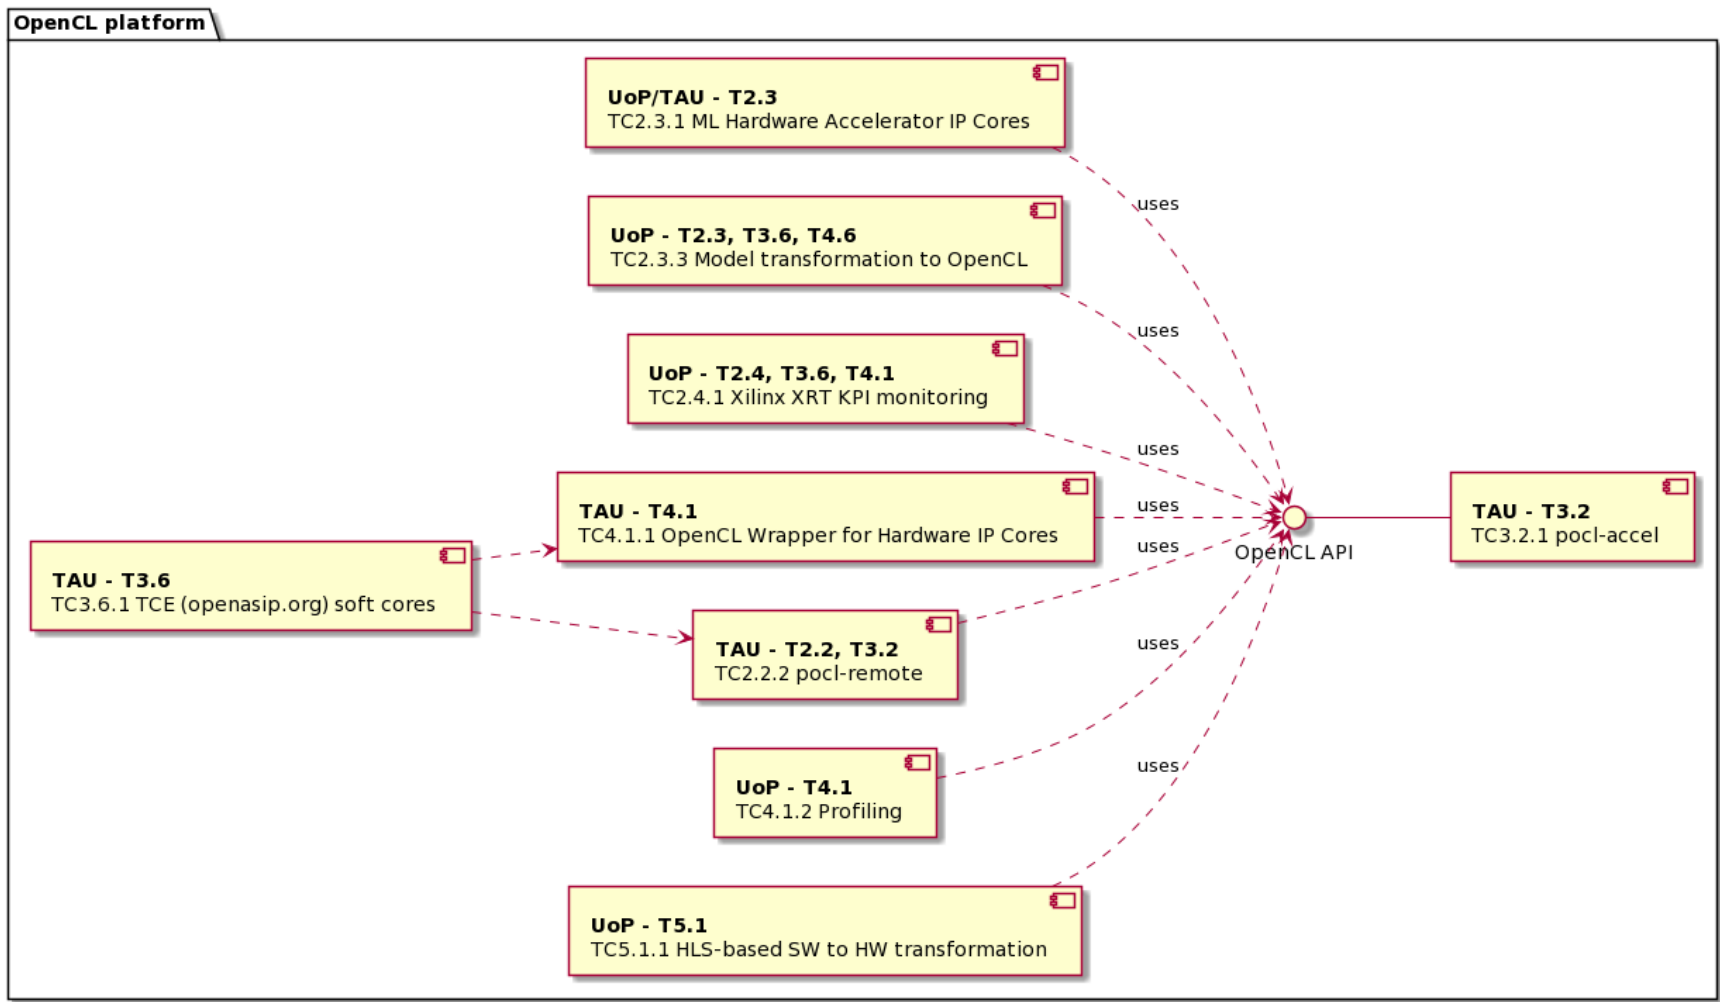 OpenCL platform
UoP/TAU - T2.3
TC2.3.1 ML Hardware Accelerator IP Cores
uses
UoP - T2.3, T3.6, T4.6
TC2.3.3 Model transformation to OpenCL
uses
UoP - T2.4, T3.6, T4.1
TC2.4.1 Xilinx XRT KPI monitoring
uses
TAU - T4.1
TC4.1.1 OpenCL Wrapper for Hardware IP Cores
uses
uses
OpenCL API
TAU - T3.2
TC3.2.1 pocl-accel
TAU - T3.6
TC3.6.1 TCE (openasip.org) soft cores
TAU - T2.2, T3.2
TC2.2.2 pocl-remote
uses
UoP - T4.1
TC4.1.2 Profiling
uses
UoP - T5.1
TC5.1.1 HLS-based SW to HW transformation